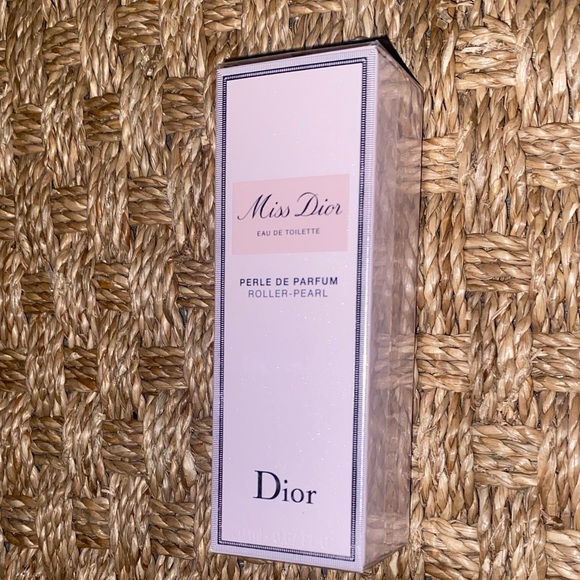 Miss Dior
EAU DE TOILETTE
PERLE DE PARFUM
ROLLER-PEARL
Dior